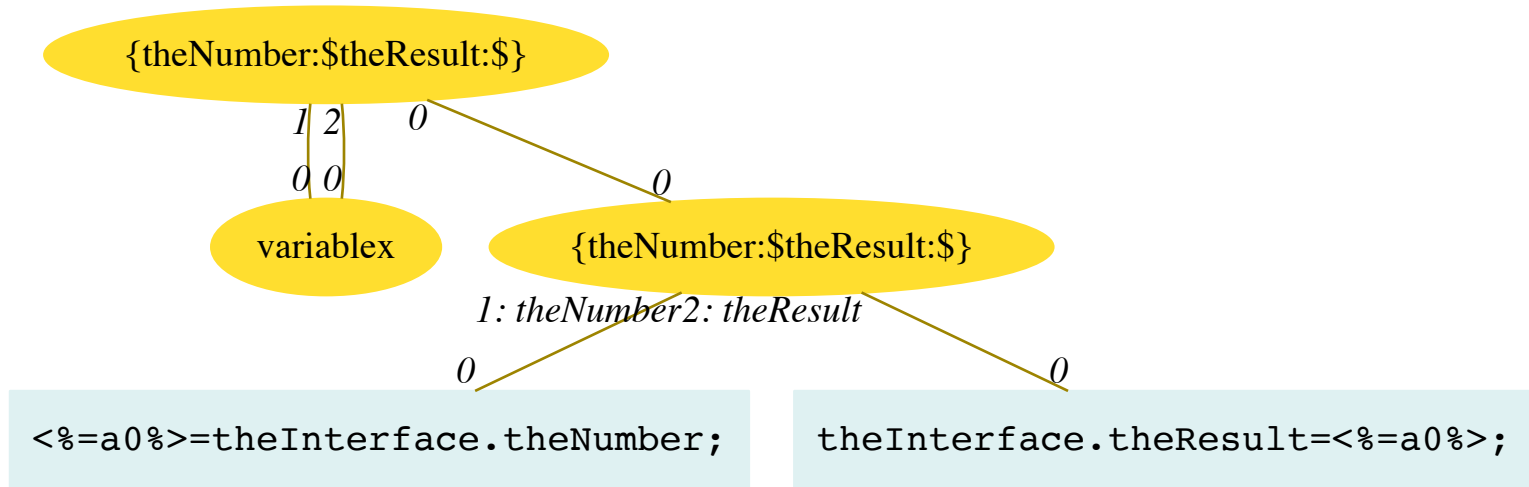 {theNumber:$theResult:$}
1 2 0
0 0 0
variablex {theNumber:$theResult:$}
1: theNumber2: theResult
0 0
<%=a0%>=theInterface.theNumber; theInterface.theResult=<%=a0%>;